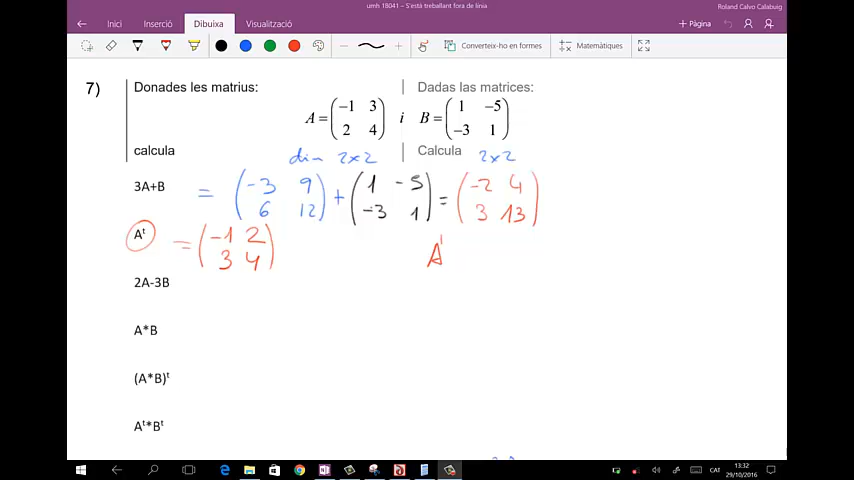 umh 1B041 – S'està treballant fora de línia
Roland Calvo Calabuig
Inici Inserció Dibuixa Visualització
Pàgina
Converteix-ho en formes Matemàtiques
7) Donades les matrius: Dadas las matrices:
A = (−1 3 / 2 4) i B = (1 −5 / −3 1)
calcula dim 2x2 Calcula 2x2
3A+B = (-3 9 / 6 12) + (1 -5 / -3 1) = (-2 4 / 3 13)
Aᵗ = (-1 2 / 3 4) A'
2A-3B
A*B
(A*B)ᵗ
Aᵗ*Bᵗ
CAT 13:32
29/10/2016